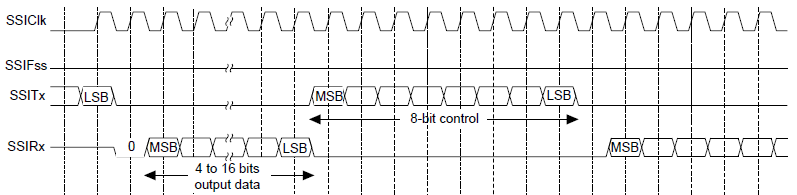 SSIClk
SSIFss
SSITx LSB MSB LSB
8-bit control
SSIRx 0 MSB LSB MSB
4 to 16 bits
output data